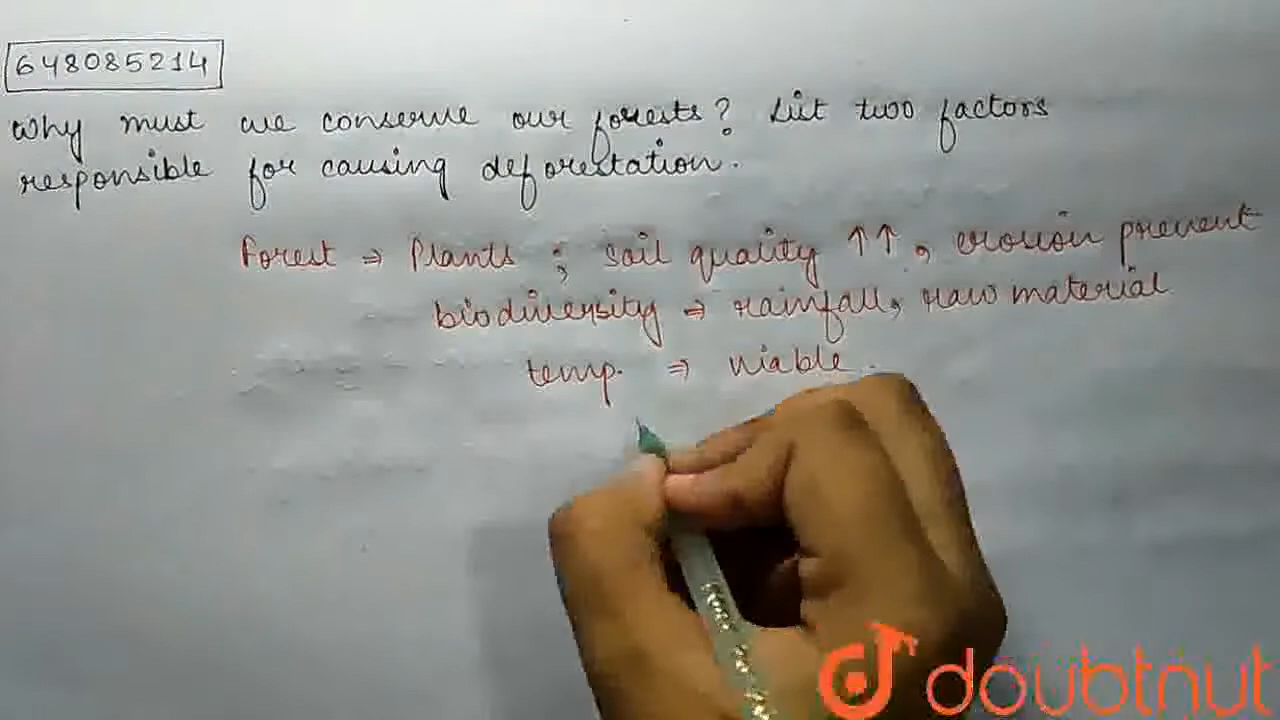 648085214
Why must we conserve our forests? List two factors
responsible for causing deforestation.
Forest ⇒ Plants ; soil quality ↑↑, erosion prevent
biodiversity ⇒ rainfall, raw material
temp. ⇒ viable.
doubtnut